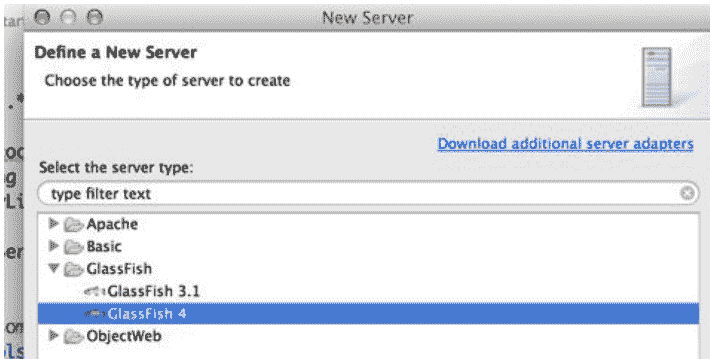 New Server
Define a New Server
Choose the type of server to create
Download additional server adapters
Select the server type:
type filter text
Apache
Basic
GlassFish
GlassFish 3.1
GlassFish 4
ObjectWeb